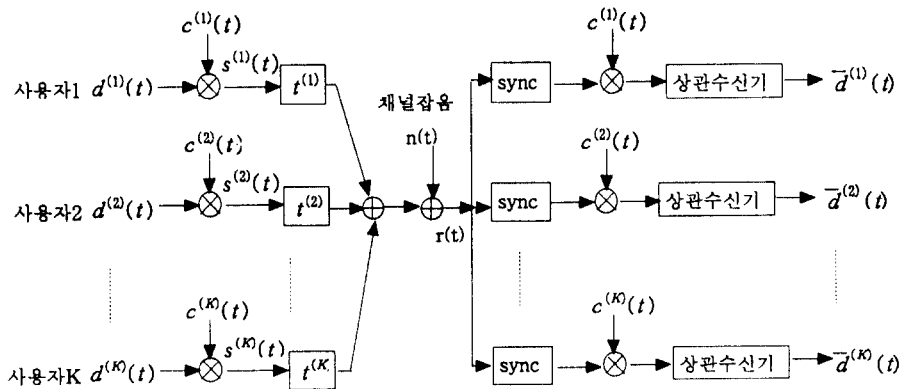 c^(1)(t)
s^(1)(t)
사용자1 d^(1)(t)
t^(1)
채널잡음
n(t)
c^(1)(t)
sync
상관수신기
d̅^(1)(t)
c^(2)(t)
s^(2)(t)
사용자2 d^(2)(t)
t^(2)
r(t)
c^(2)(t)
sync
상관수신기
d̅^(2)(t)
c^(K)(t)
s^(K)(t)
사용자K d^(K)(t)
t^(K
c^(K)(t)
sync
상관수신기
d̅^(K)(t)